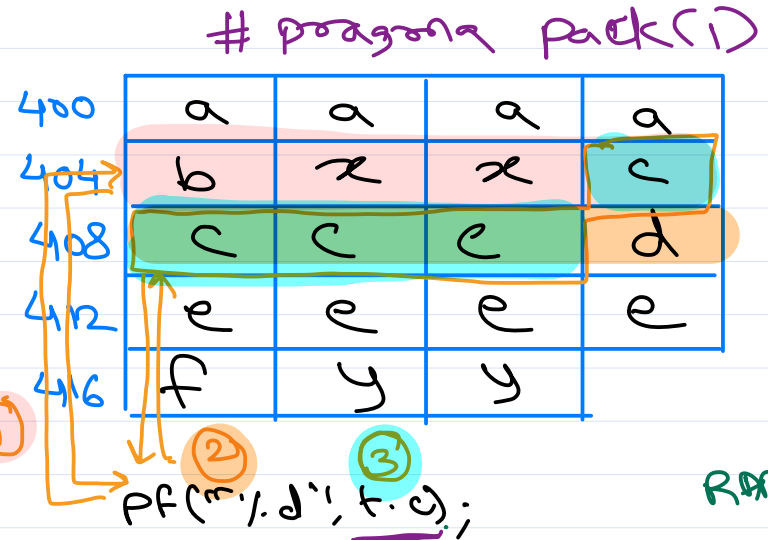 # pragma pack(1)
400 a a a a
404 b x x c
408 c c c d
412 e e e e
416 f y y
2 3
pf("%d", t.c);